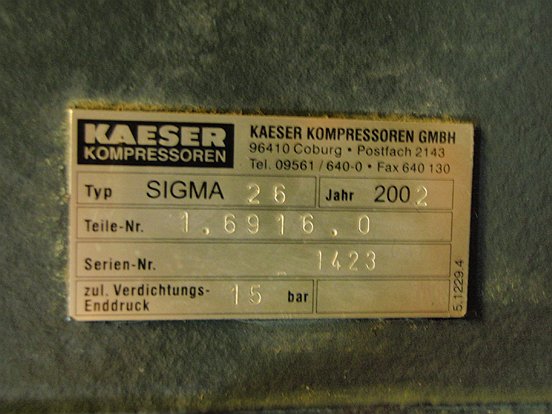 KAESER
KOMPRESSOREN
KAESER KOMPRESSOREN GMBH
96410 Coburg • Postfach 2143
Tel. 09561/640-0 • Fax 640 130
Typ SIGMA 26 Jahr 2002
Teile-Nr. 1,6916,0
Serien-Nr. 1423
zul. Verdichtungs-
Enddruck 15 bar
5.1229.4